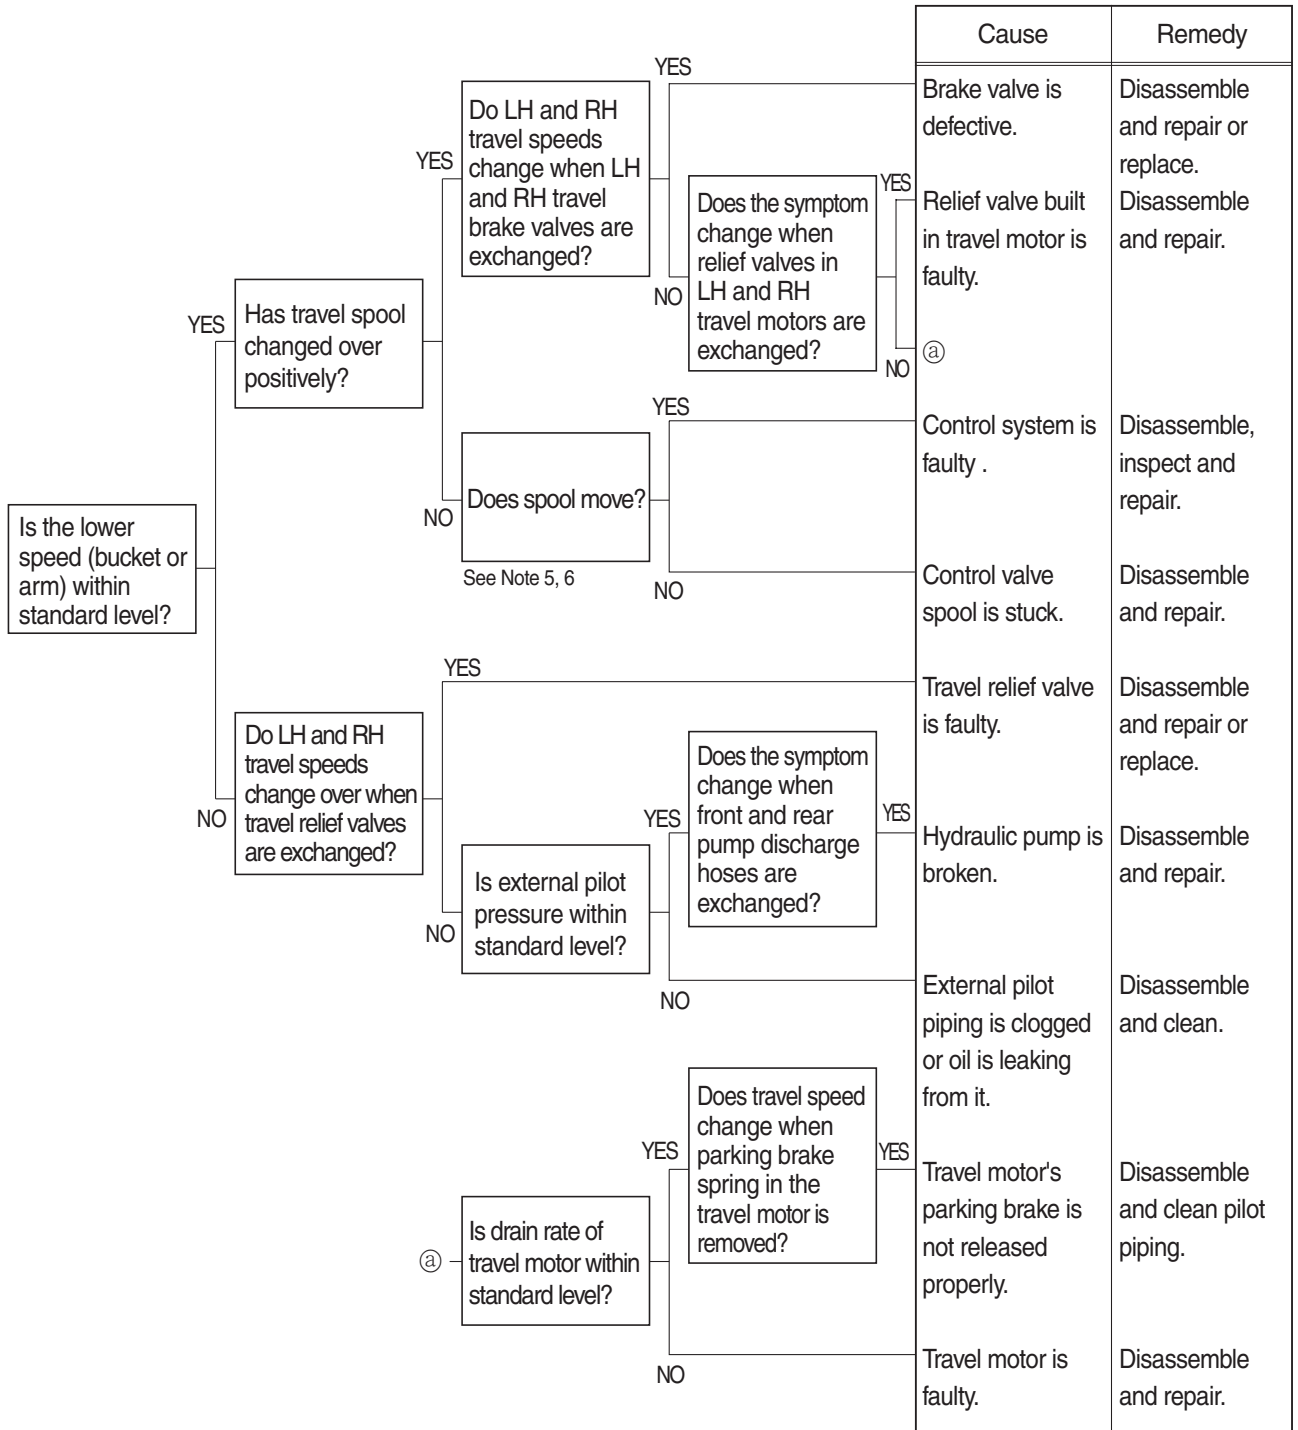 Cause
Remedy
YES
Do LH and RH
travel speeds
change when LH
and RH travel
brake valves are
exchanged?
Brake valve is
defective.
Disassemble
and repair or
replace.
YES
YES
Does the symptom
change when
relief valves in
LH and RH
travel motors are
exchanged?
Relief valve built
in travel motor is
faulty.
Disassemble
and repair.
NO
YES
Has travel spool
changed over
positively?
NO
ⓐ
YES
Control system is
faulty .
Disassemble,
inspect and
repair.
Does spool move?
NO
See Note 5, 6
NO
Control valve
spool is stuck.
Disassemble
and repair.
Is the lower
speed (bucket or
arm) within
standard level?
YES
Travel relief valve
is faulty.
Disassemble
and repair or
replace.
Do LH and RH
travel speeds
change over when
travel relief valves
are exchanged?
NO
Does the symptom
change when
front and rear
pump discharge
hoses are
exchanged?
YES
YES
Hydraulic pump is
broken.
Disassemble
and repair.
Is external pilot
pressure within
standard level?
NO
NO
External pilot
piping is clogged
or oil is leaking
from it.
Disassemble
and clean.
Does travel speed
change when
parking brake
spring in the
travel motor is
removed?
YES
YES
Travel motor's
parking brake is
not released
properly.
Disassemble
and clean pilot
piping.
ⓐ
Is drain rate of
travel motor within
standard level?
NO
Travel motor is
faulty.
Disassemble
and repair.